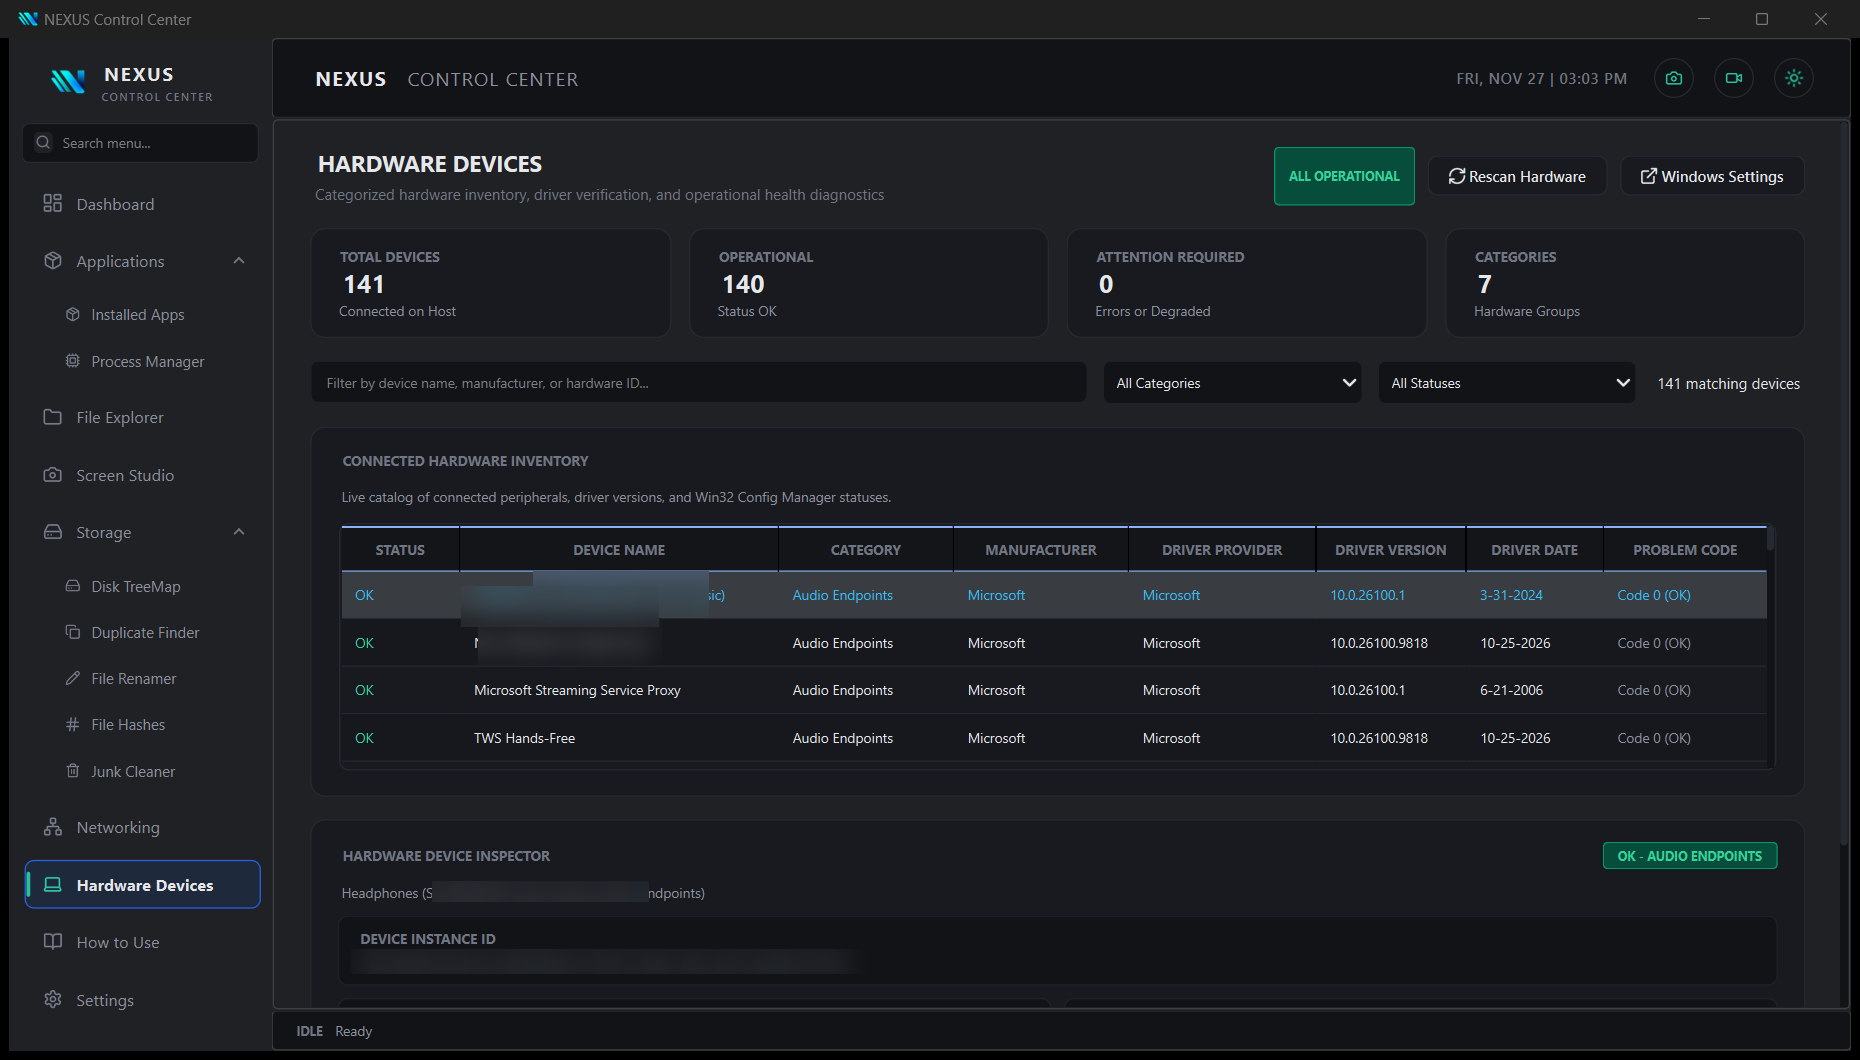 NEXUS Control Center
NEXUS
CONTROL CENTER
Search menu...
Dashboard
Applications
Installed Apps
Process Manager
File Explorer
Screen Studio
Storage
Disk TreeMap
Duplicate Finder
File Renamer
File Hashes
Junk Cleaner
Networking
Hardware Devices
How to Use
Settings
NEXUS CONTROL CENTER
FRI, NOV 27 | 03:03 PM
HARDWARE DEVICES
Categorized hardware inventory, driver verification, and operational health diagnostics
ALL OPERATIONAL
Rescan Hardware
Windows Settings
TOTAL DEVICES
141
Connected on Host
OPERATIONAL
140
Status OK
ATTENTION REQUIRED
0
Errors or Degraded
CATEGORIES
7
Hardware Groups
Filter by device name, manufacturer, or hardware ID...
All Categories
All Statuses
141 matching devices
CONNECTED HARDWARE INVENTORY
Live catalog of connected peripherals, driver versions, and Win32 Config Manager statuses.
STATUS DEVICE NAME CATEGORY MANUFACTURER DRIVER PROVIDER DRIVER VERSION DRIVER DATE PROBLEM CODE
OK sic) Audio Endpoints Microsoft Microsoft 10.0.26100.1 3-31-2024 Code 0 (OK)
OK Audio Endpoints Microsoft Microsoft 10.0.26100.9818 10-25-2026 Code 0 (OK)
OK Microsoft Streaming Service Proxy Audio Endpoints Microsoft Microsoft 10.0.26100.1 6-21-2006 Code 0 (OK)
OK TWS Hands-Free Audio Endpoints Microsoft Microsoft 10.0.26100.9818 10-25-2026 Code 0 (OK)
HARDWARE DEVICE INSPECTOR
OK - AUDIO ENDPOINTS
Headphones (S ndpoints)
DEVICE INSTANCE ID
IDLE Ready